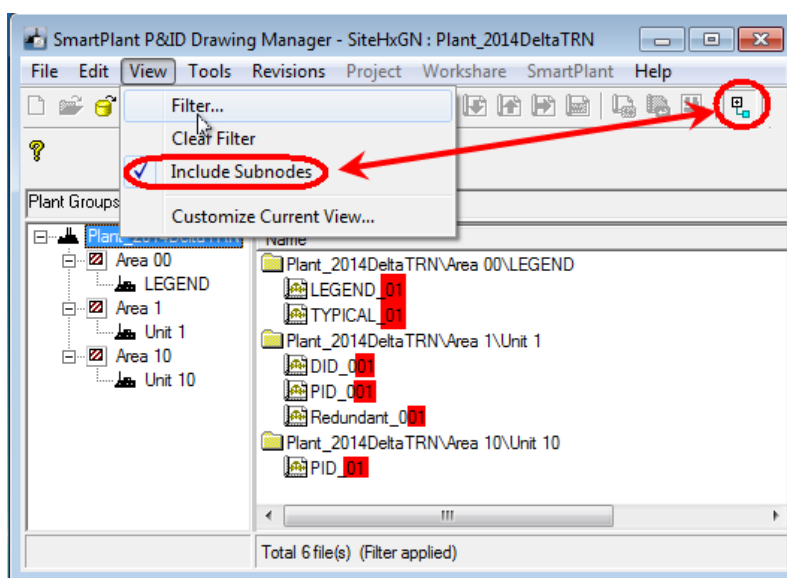 SmartPlant P&ID Drawing Manager - SiteHxGN : Plant_2014DeltaTRN
File Edit View Tools Revisions Project Workshare SmartPlant Help
Filter...
Clear Filter
Include Subnodes
Customize Current View...
Plant Groups
Name
Plant_2014DeltaTRN
Area 00
LEGEND
Area 1
Unit 1
Area 10
Unit 10
Plant_2014DeltaTRN\Area 00\LEGEND
LEGEND_01
TYPICAL_01
Plant_2014DeltaTRN\Area 1\Unit 1
DID_001
PID_001
Redundant_001
Plant_2014DeltaTRN\Area 10\Unit 10
PID_01
Total 6 file(s) (Filter applied)